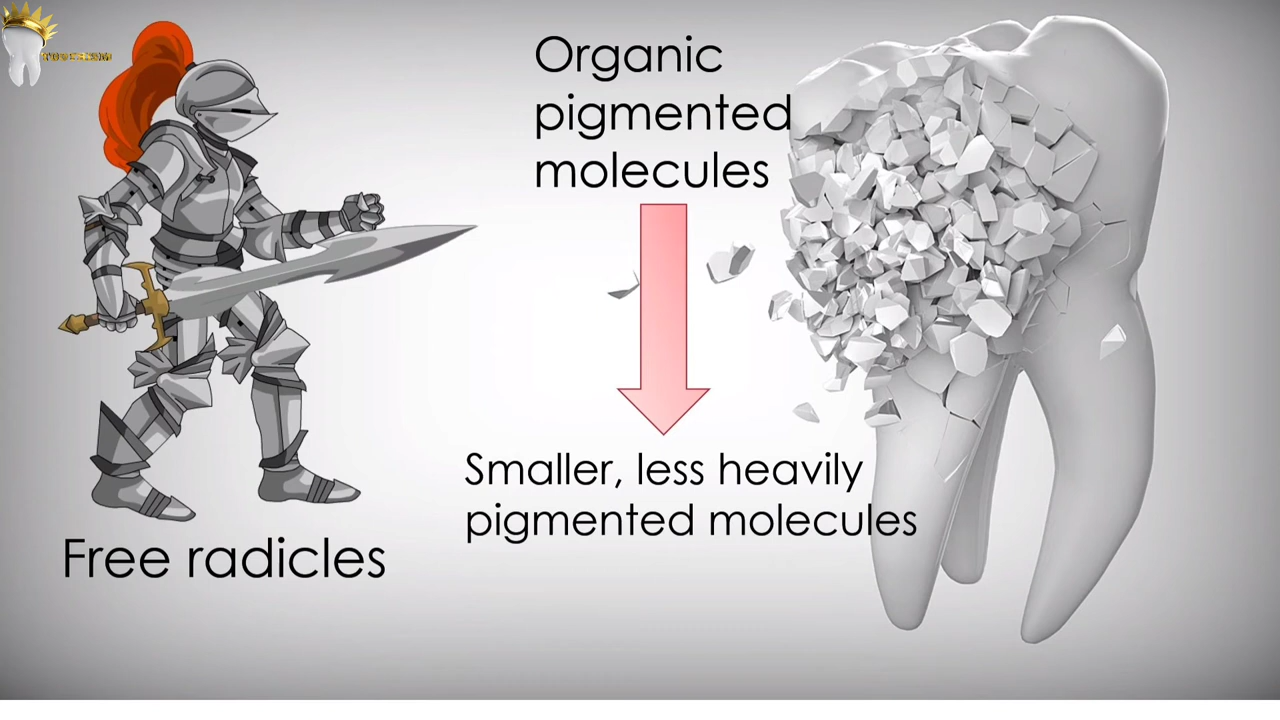 Organic
pigmented
molecules
Smaller, less heavily
pigmented molecules
Free radicles